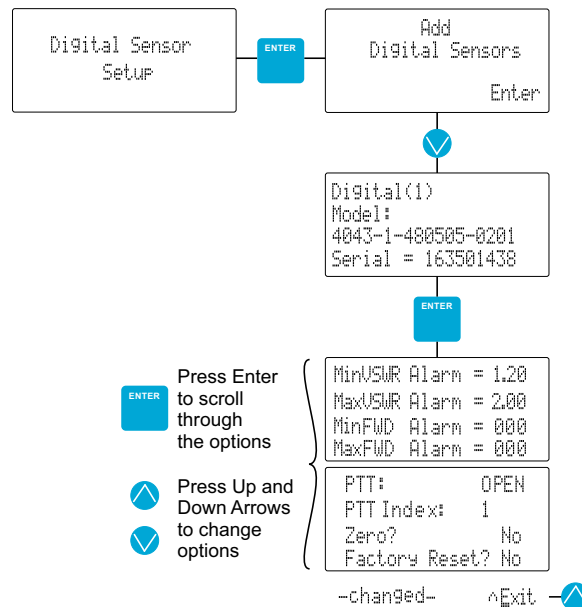 Digital Sensor
Setup
ENTER
Add
Digital Sensors
Enter
Digital(1)
Model:
4043-1-480505-0201
Serial = 163501438
ENTER
ENTER
Press Enter
to scroll
through
the options
MinVSWR Alarm = 1.20
MaxVSWR Alarm = 2.00
MinFWD Alarm = 000
MaxFWD Alarm = 000
Press Up and
Down Arrows
to change
options
PTT: OPEN
PTT Index: 1
Zero? No
Factory Reset? No
-changed- ^Exit